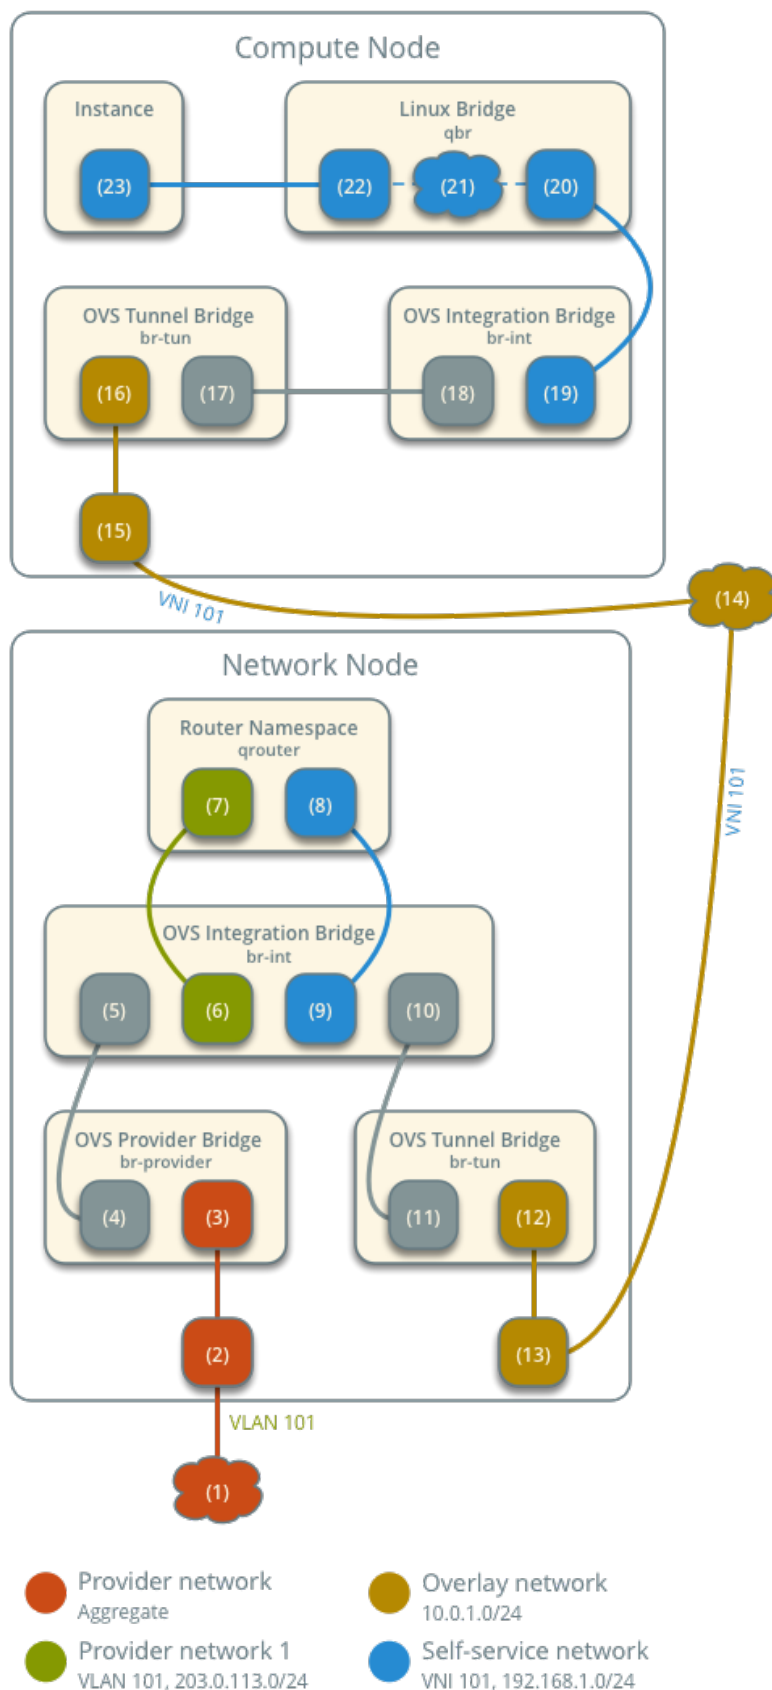 Compute Node
Instance
Linux Bridge
qbr
(23)
(22)
(21)
(20)
OVS Tunnel Bridge
br-tun
OVS Integration Bridge
br-int
(16)
(17)
(18)
(19)
(15)
VNI 101
(14)
Network Node
Router Namespace
qrouter
(7)
(8)
VNI 101
OVS Integration Bridge
br-int
(5)
(6)
(9)
(10)
OVS Provider Bridge
br-provider
OVS Tunnel Bridge
br-tun
(4)
(3)
(11)
(12)
(2)
(13)
VLAN 101
(1)
Provider network
Aggregate
Overlay network
10.0.1.0/24
Provider network 1
VLAN 101, 203.0.113.0/24
Self-service network
VNI 101, 192.168.1.0/24